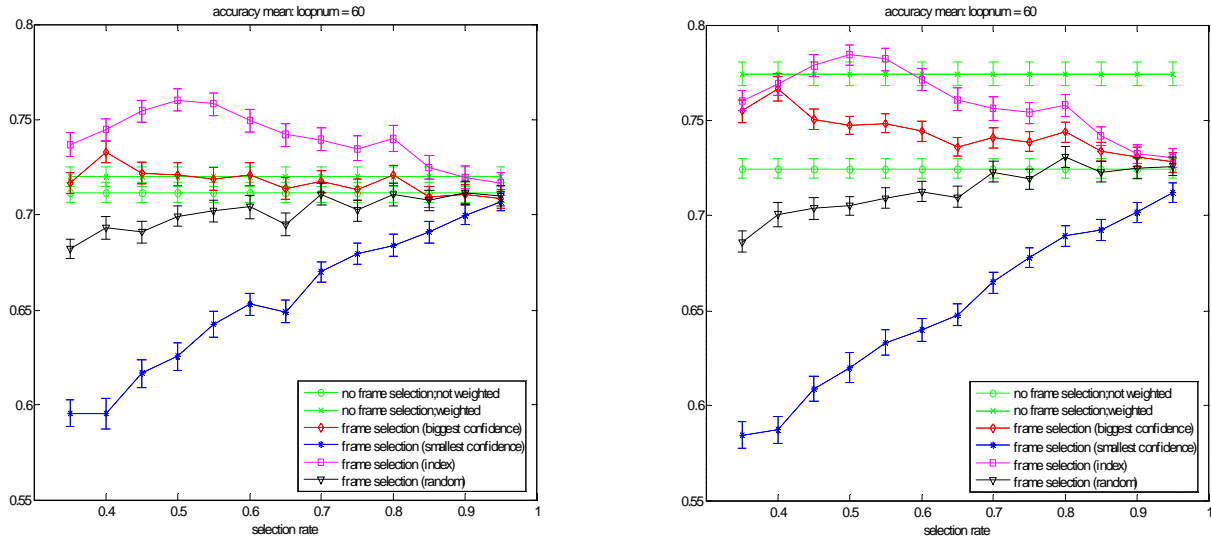 accuracy mean: loopnum = 60
0.8
0.75
0.7
0.65
0.6
0.55
0.4
0.5
0.6
0.7
0.8
0.9
1
selection rate
no frame selection;not weighted
no frame selection;weighted
frame selection (biggest confidence)
frame selection (smallest confidence)
frame selection (index)
frame selection (random)
accuracy mean: loopnum = 60
0.8
0.75
0.7
0.65
0.6
0.55
0.4
0.5
0.6
0.7
0.8
0.9
1
selection rate
no frame selection;not weighted
no frame selection;weighted
frame selection (biggest confidence)
frame selection (smallest confidence)
frame selection (index)
frame selection (random)